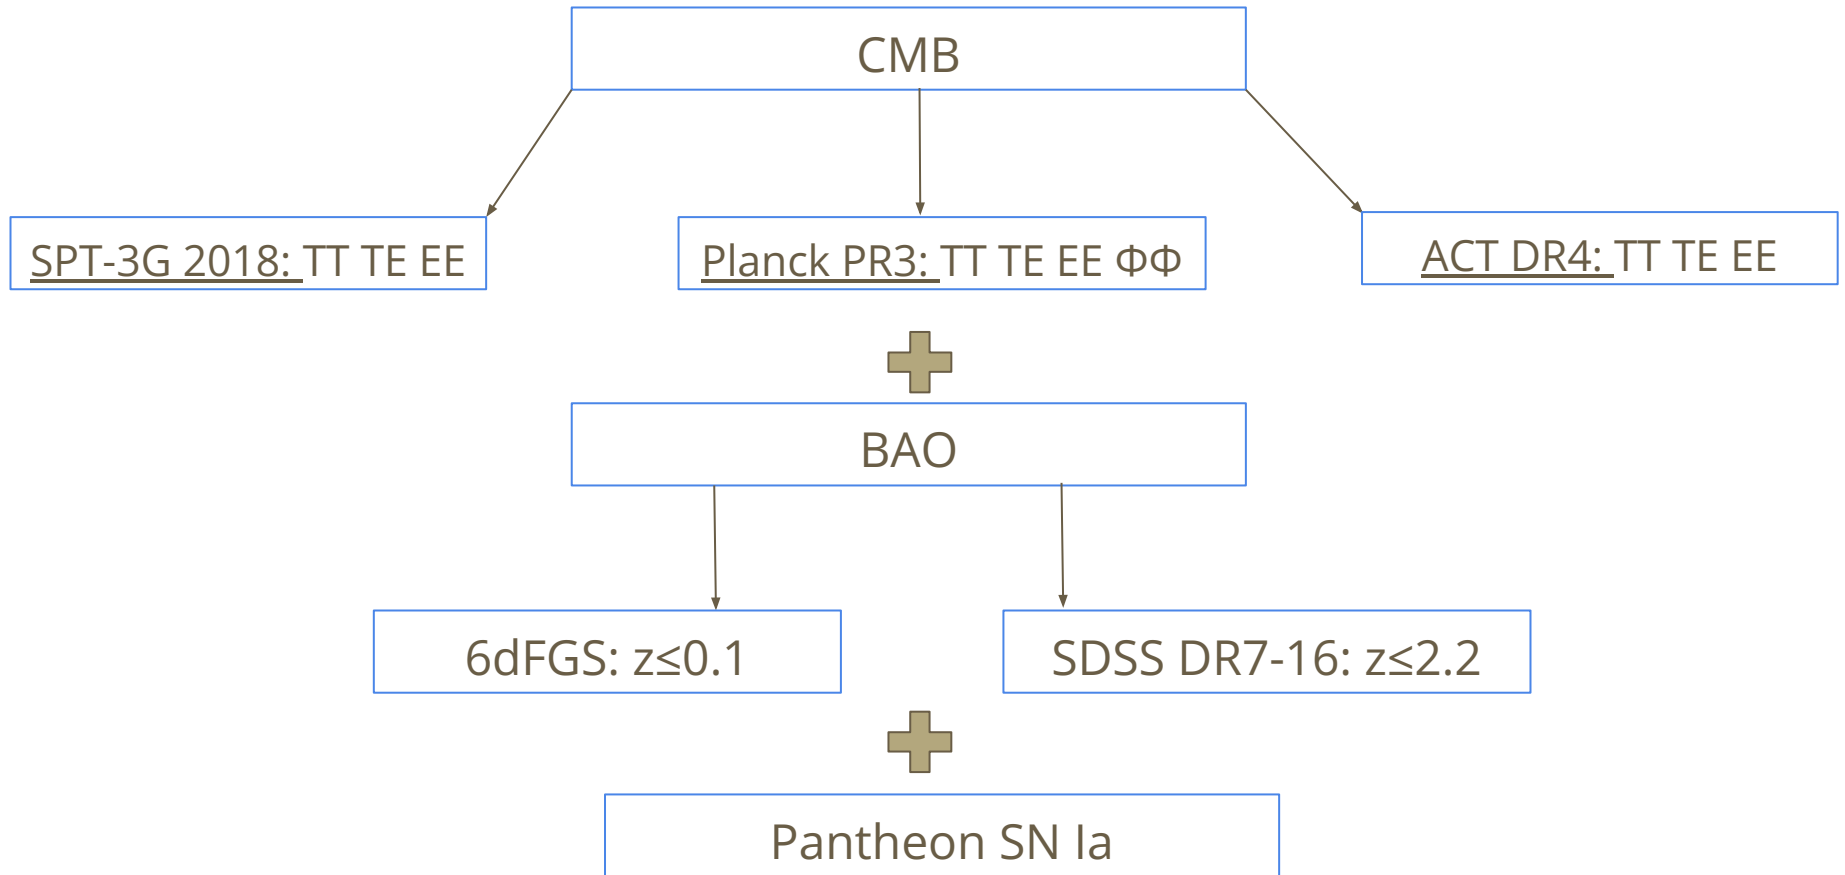 CMB
SPT-3G 2018: TT TE EE
Planck PR3: TT TE EE ΦΦ
ACT DR4: TT TE EE
BAO
6dFGS: z≤0.1
SDSS DR7-16: z≤2.2
Pantheon SN Ia